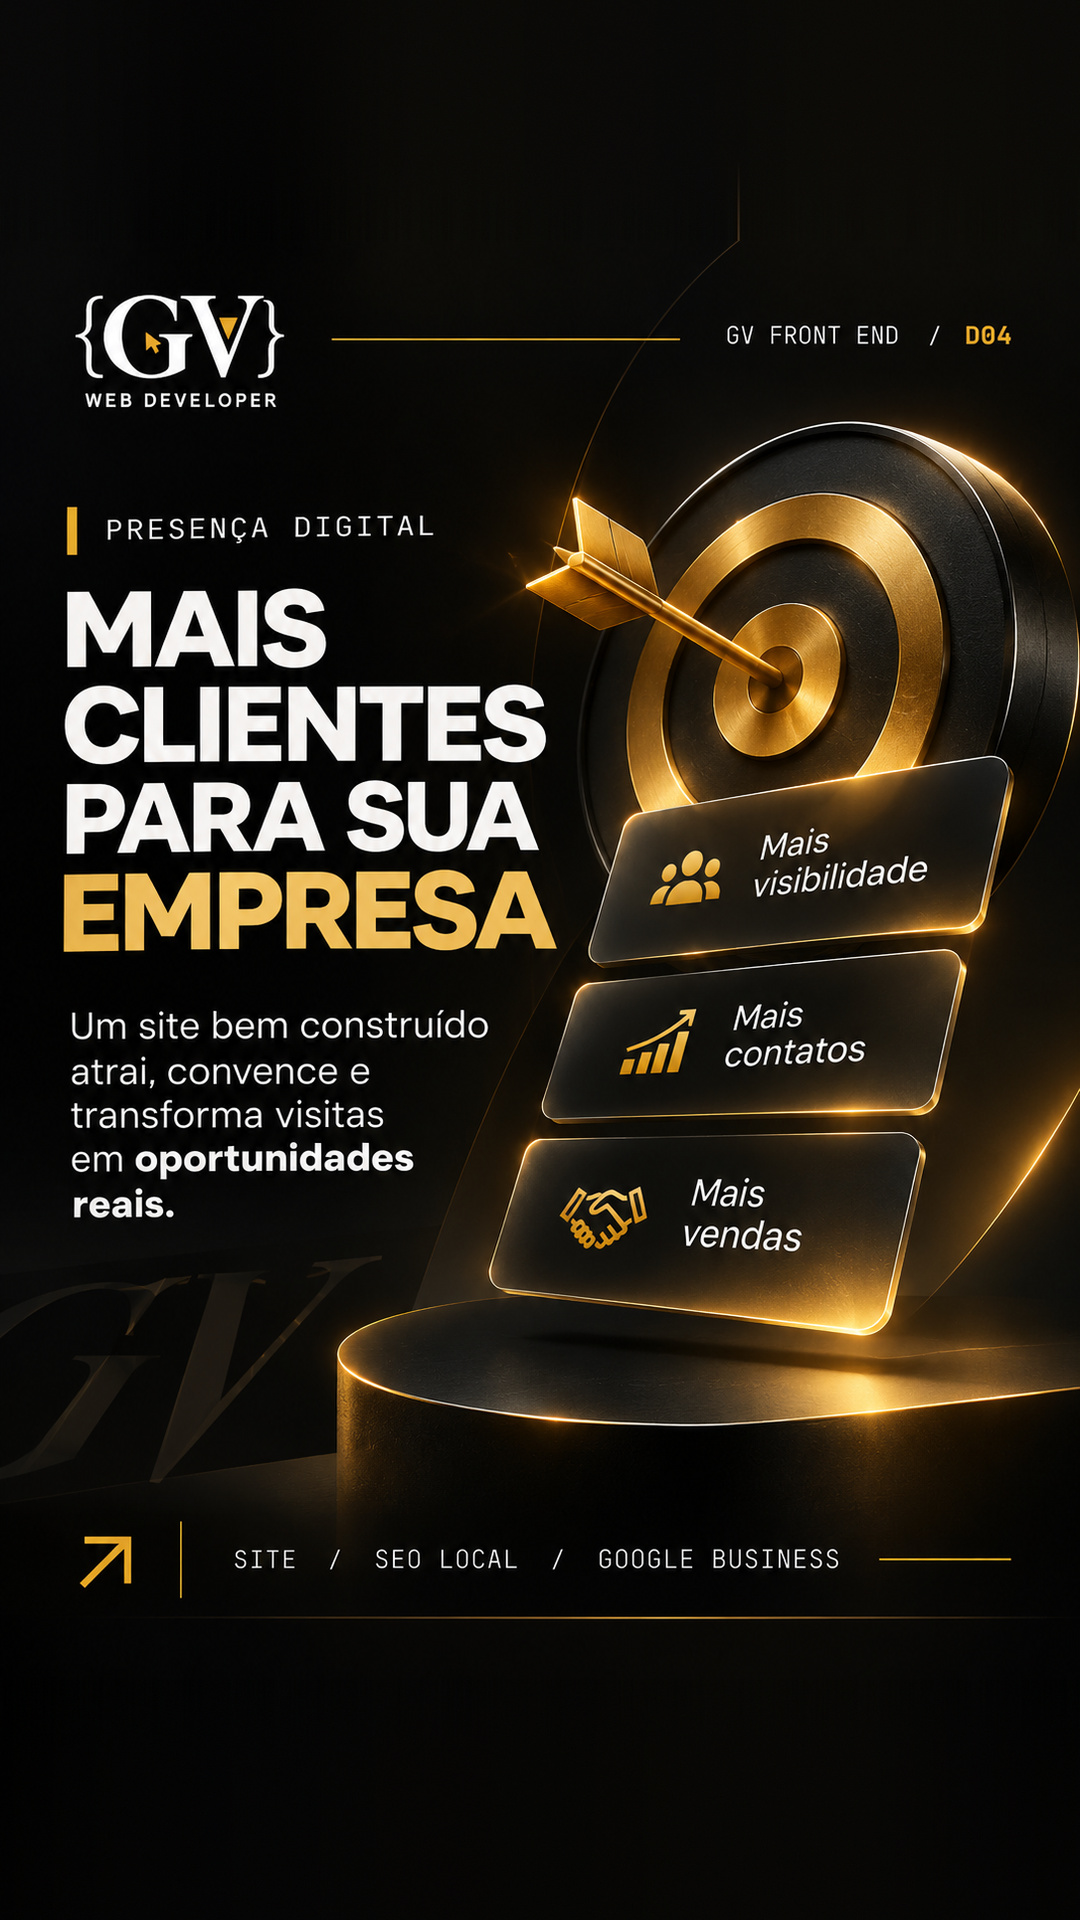 {GV}
WEB DEVELOPER
GV FRONT END / D04
PRESENÇA DIGITAL
MAIS
CLIENTES
PARA SUA
EMPRESA
Um site bem construído
atrai, convence e
transforma visitas
em oportunidades
reais.
Mais
visibilidade
Mais
contatos
Mais
vendas
GV
SITE / SEO LOCAL / GOOGLE BUSINESS